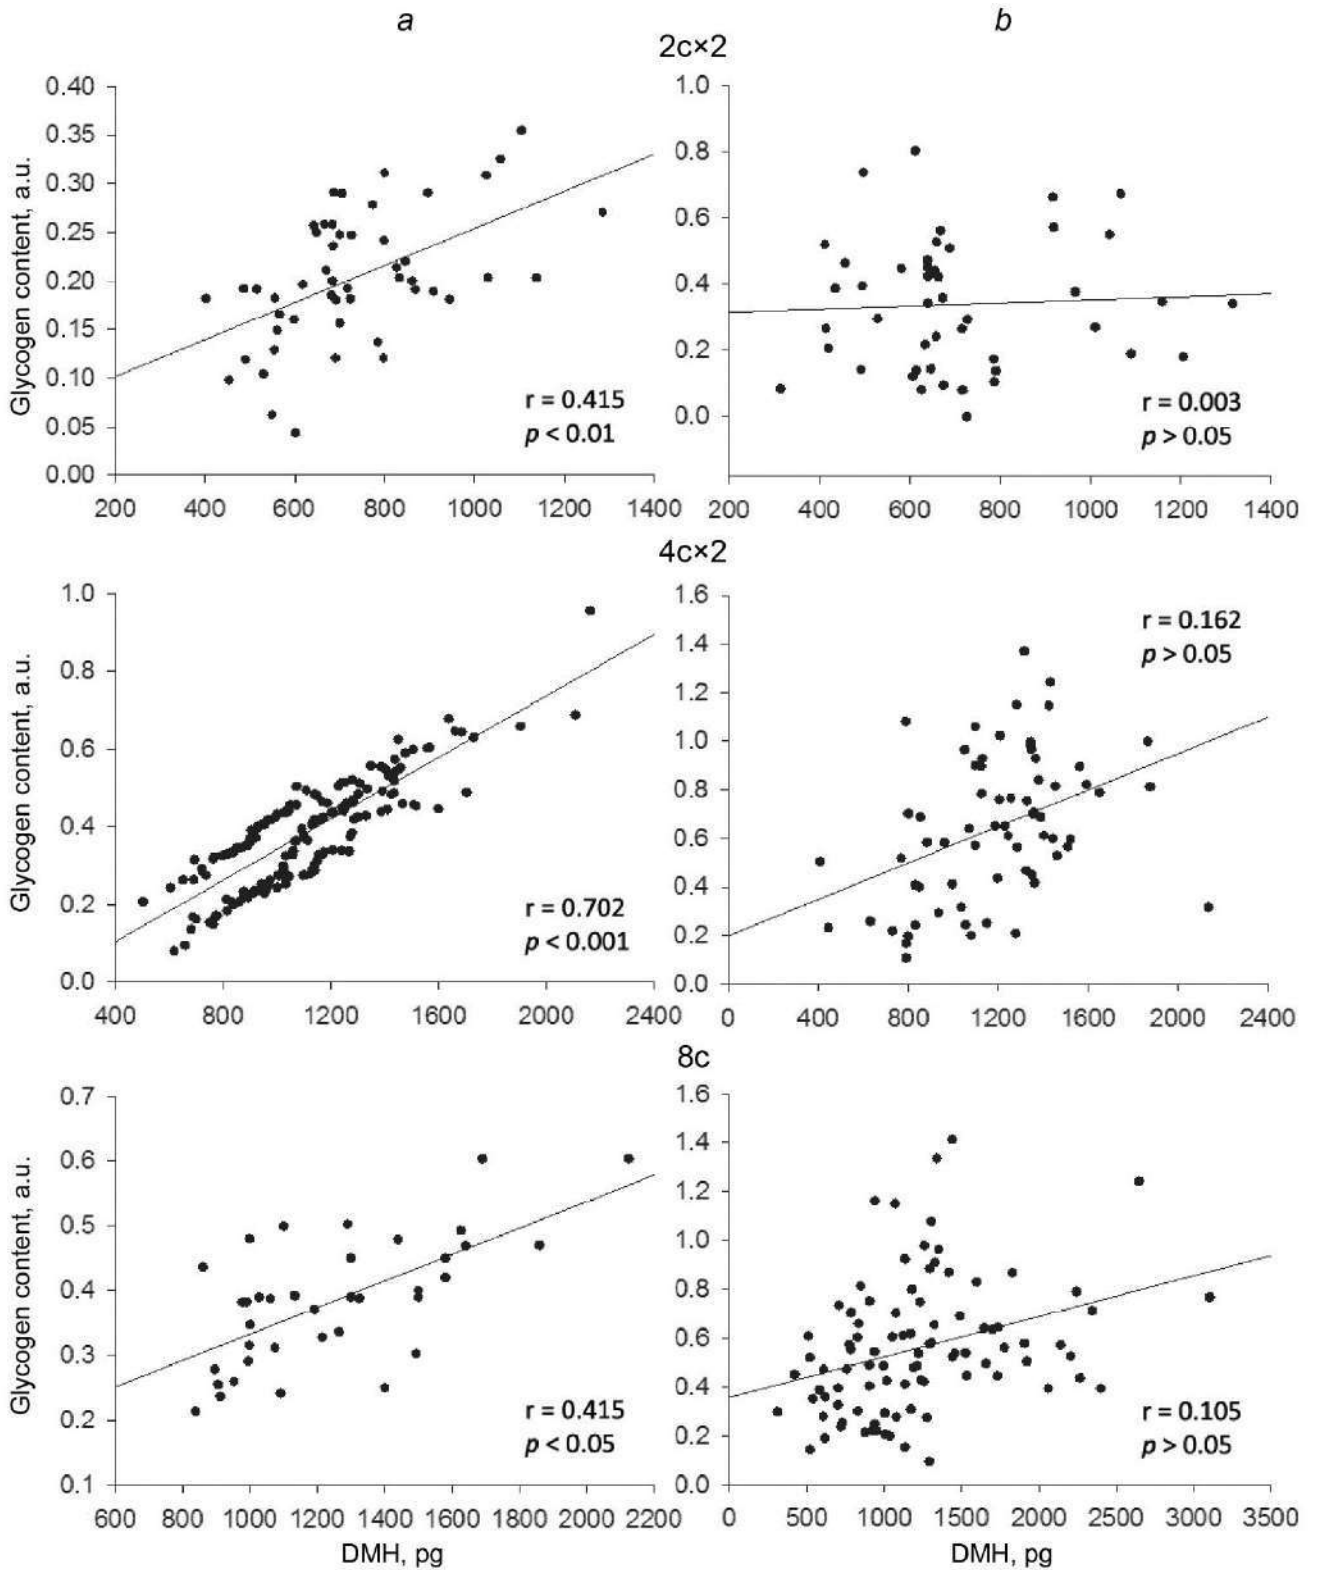 a
b
2c×2
Glycogen content, a.u.
0.40
0.35
0.30
0.25
0.20
0.15
0.10
0.05
0.00
200 400 600 800 1000 1200 1400
r = 0.415
p < 0.01
1.0
0.8
0.6
0.4
0.2
0.0
200 400 600 800 1000 1200 1400
r = 0.003
p > 0.05
4c×2
Glycogen content, a.u.
1.0
0.8
0.6
0.4
0.2
0.0
400 800 1200 1600 2000 2400
r = 0.702
p < 0.001
1.6
1.4
1.2
1.0
0.8
0.6
0.4
0.2
0.0
0 400 800 1200 1600 2000 2400
r = 0.162
p > 0.05
8c
Glycogen content, a.u.
0.7
0.6
0.5
0.4
0.3
0.2
0.1
600 800 1000 1200 1400 1600 1800 2000 2200
DMH, pg
r = 0.415
p < 0.05
1.6
1.4
1.2
1.0
0.8
0.6
0.4
0.2
0.0
0 500 1000 1500 2000 2500 3000 3500
DMH, pg
r = 0.105
p > 0.05